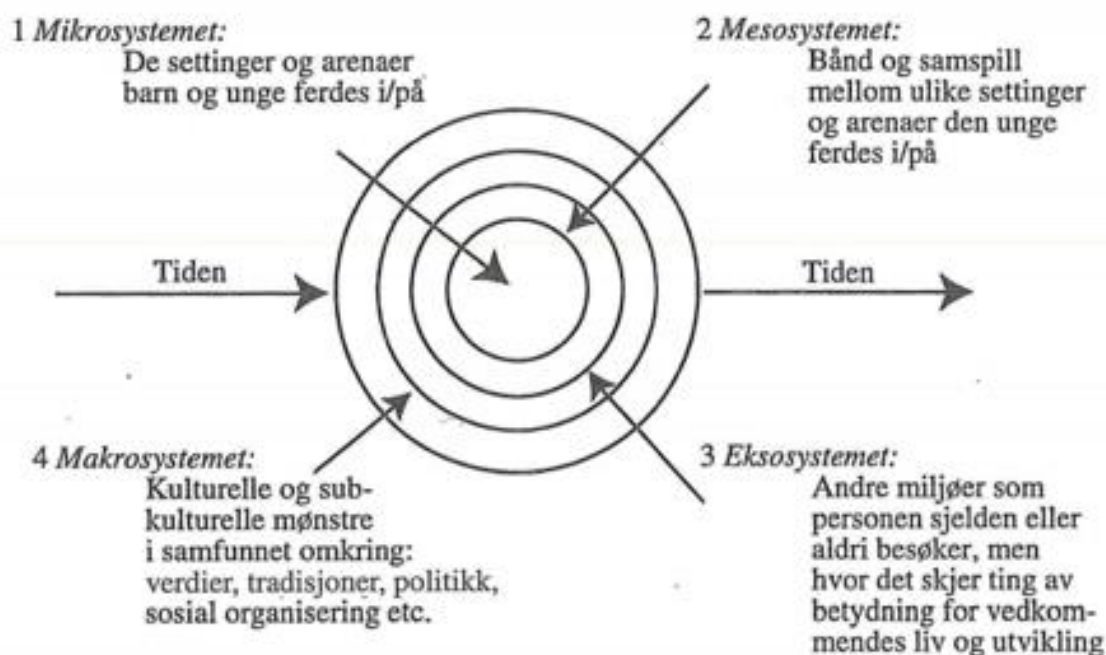 1 Mikrosystemet:
De settinger og arenaer
barn og unge ferdes i/på
2 Mesosystemet:
Bånd og samspill
mellom ulike settinger
og arenaer den unge
ferdes i/på
Tiden
Tiden
4 Makrosystemet:
Kulturelle og sub-
kulturelle mønstre
i samfunnet omkring:
verdier, tradisjoner, politikk,
sosial organisering etc.
3 Eksosystemet:
Andre miljøer som
personen sjelden eller
aldri besøker, men
hvor det skjer ting av
betydning for vedkom-
mendes liv og utvikling